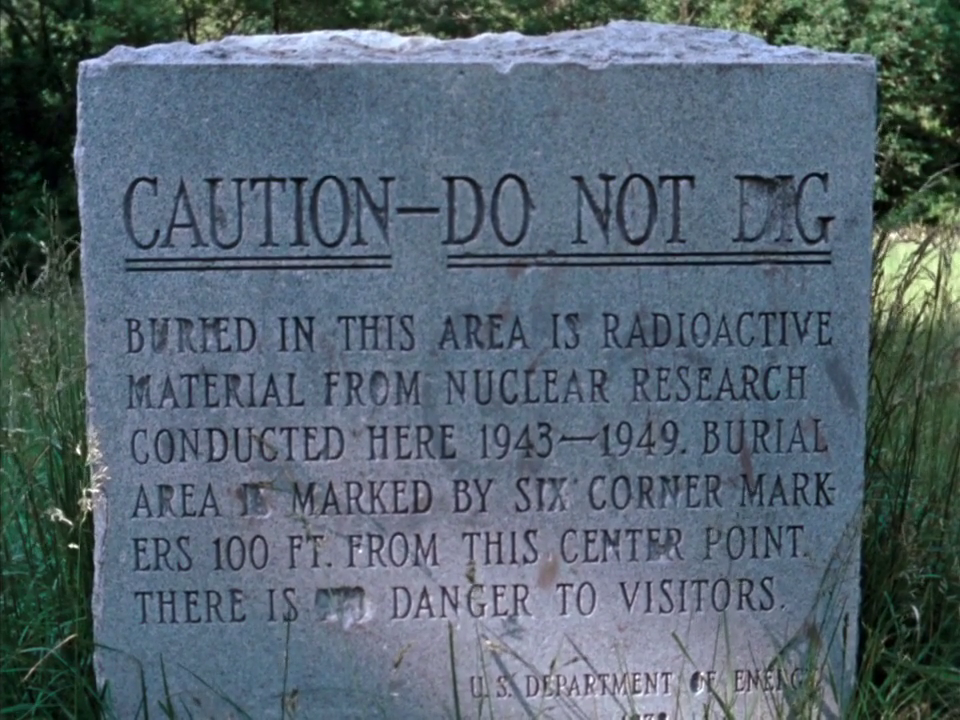 CAUTION—DO NOT DIG
BURIED IN THIS AREA IS RADIOACTIVE
MATERIAL FROM NUCLEAR RESEARCH
CONDUCTED HERE 1943—1949. BURIAL
AREA IS MARKED BY SIX CORNER MARK-
ERS 100 FT. FROM THIS CENTER POINT.
THERE IS DANGER TO VISITORS.
U.S. DEPARTMENT OF ENERGY